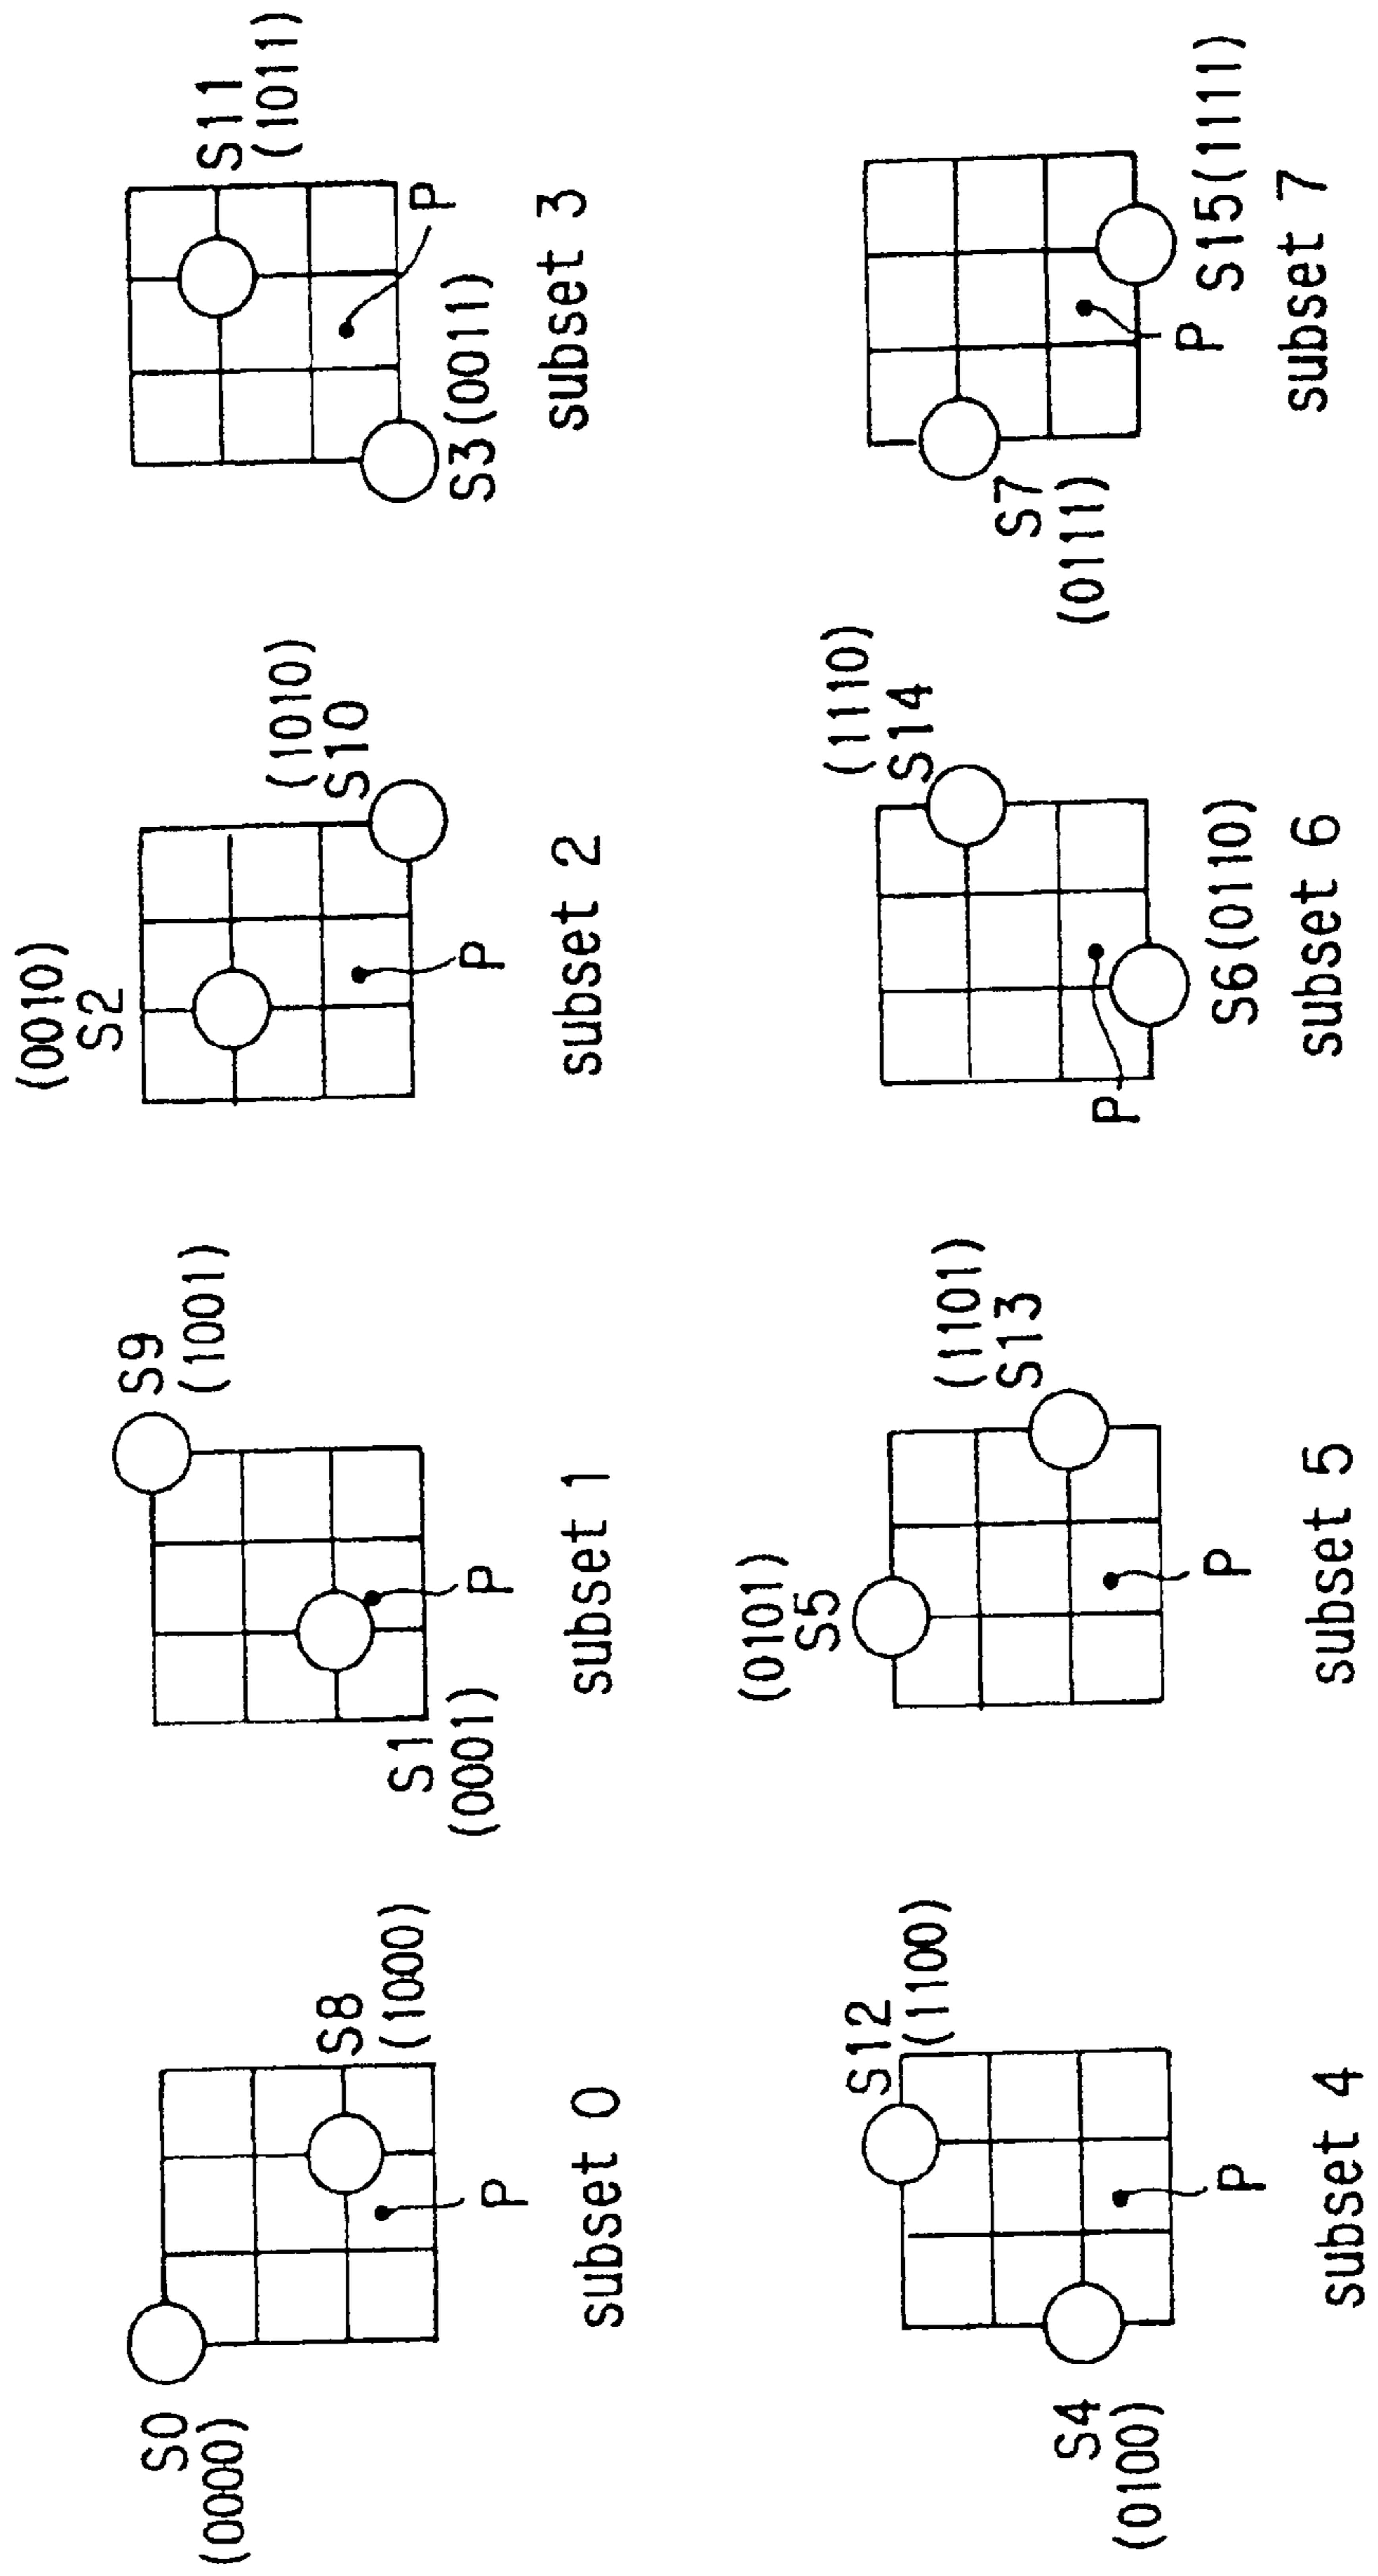 S0
(0000)
S8
(1000)
P
subset 0
S9
(1001)
S1
(0001)
P
subset 1
(0010)
S2
(1010)
S10
P
subset 2
S11
(1011)
P
S3(0011)
subset 3
S12
(1100)
S4
(0100)
P
subset 4
(0101)
S5
(1101)
S13
P
subset 5
(1110)
S14
P
S6(0110)
subset 6
S7
(0111)
P
S15(1111)
subset 7